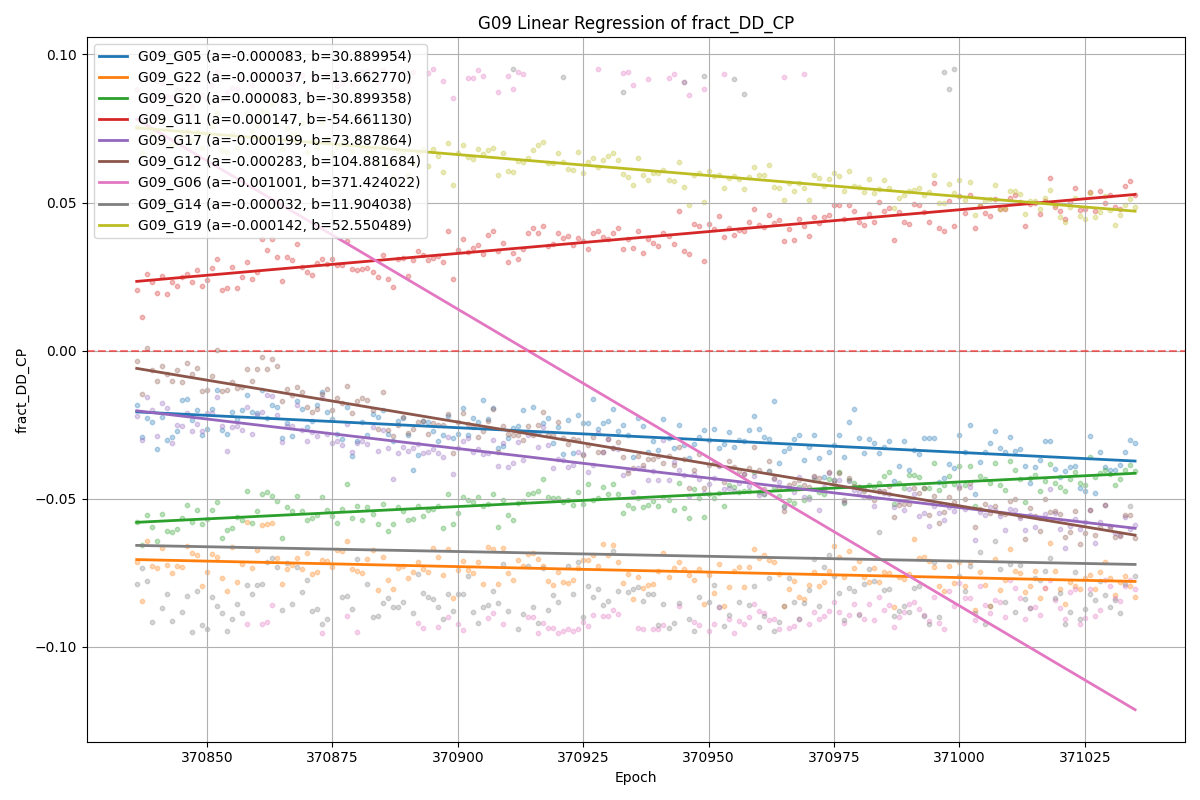 G09 Linear Regression of fract_DD_CP
G09_G05 (a=-0.000083, b=30.889954)
G09_G22 (a=-0.000037, b=13.662770)
G09_G20 (a=0.000083, b=-30.899358)
G09_G11 (a=0.000147, b=-54.661130)
G09_G17 (a=-0.000199, b=73.887864)
G09_G12 (a=-0.000283, b=104.881684)
G09_G06 (a=-0.001001, b=371.424022)
G09_G14 (a=-0.000032, b=11.904038)
G09_G19 (a=-0.000142, b=52.550489)
0.10
0.05
0.00
−0.05
−0.10
fract_DD_CP
370850 370875 370900 370925 370950 370975 371000 371025
Epoch